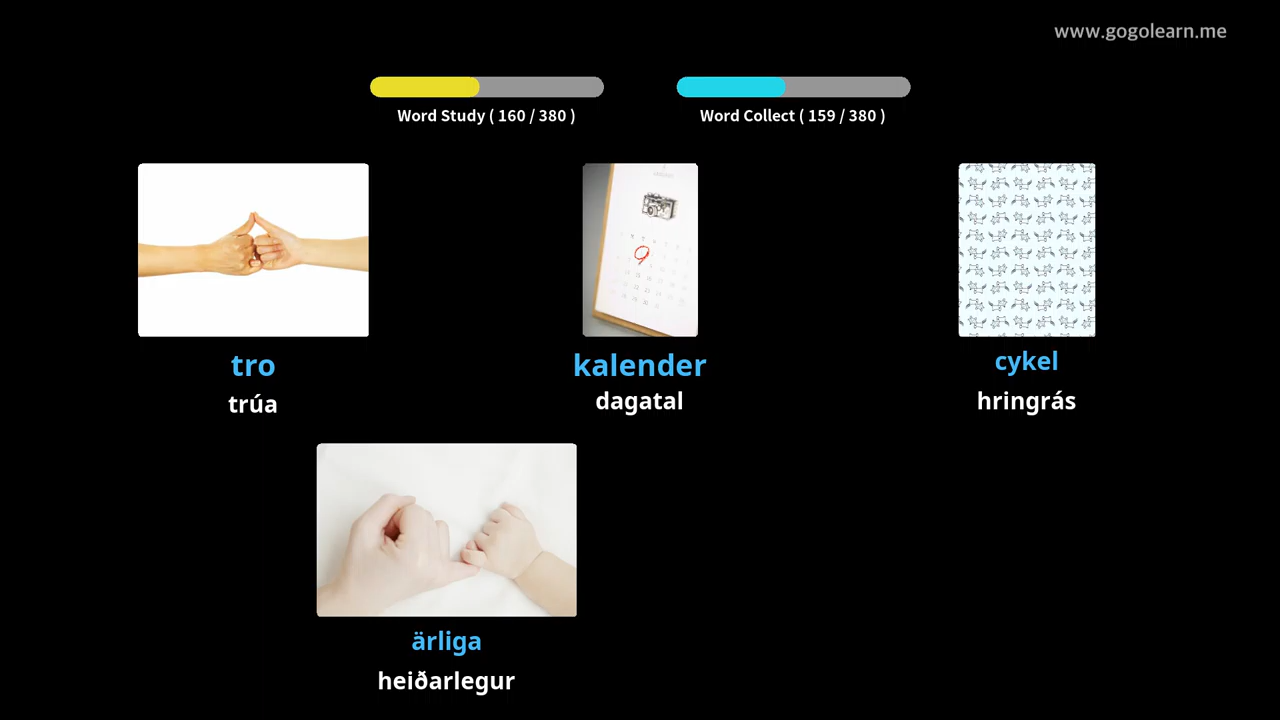 www.gogolearn.me
Word Study ( 160 / 380 )
Word Collect ( 159 / 380 )
tro
trúa
kalender
dagatal
cykel
hringrás
ärliga
heiðarlegur